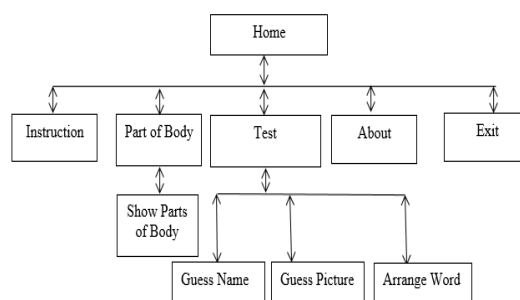 Home
Instruction
Part of Body
Test
About
Exit
Show Parts
of Body
Guess Name
Guess Picture
Arrange Word